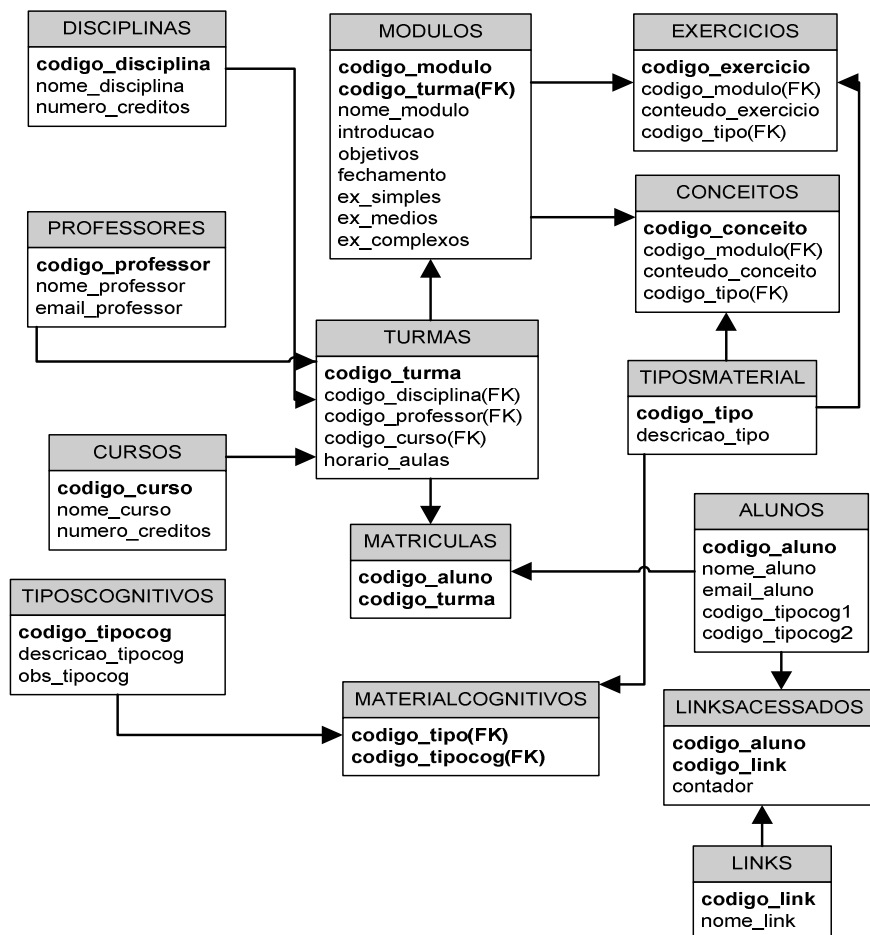 DISCIPLINAS
codigo_disciplina
nome_disciplina
numero_creditos
MODULOS
codigo_modulo
codigo_turma(FK)
nome_modulo
introducao
objetivos
fechamento
ex_simples
ex_medios
ex_complexos
EXERCICIOS
codigo_exercicio
codigo_modulo(FK)
conteudo_exercicio
codigo_tipo(FK)
CONCEITOS
codigo_conceito
codigo_modulo(FK)
conteudo_conceito
codigo_tipo(FK)
PROFESSORES
codigo_professor
nome_professor
email_professor
TURMAS
codigo_turma
codigo_disciplina(FK)
codigo_professor(FK)
codigo_curso(FK)
horario_aulas
TIPOSMATERIAL
codigo_tipo
descricao_tipo
CURSOS
codigo_curso
nome_curso
numero_creditos
MATRICULAS
codigo_aluno
codigo_turma
ALUNOS
codigo_aluno
nome_aluno
email_aluno
codigo_tipocog1
codigo_tipocog2
TIPOSCOGNITIVOS
codigo_tipocog
descricao_tipocog
obs_tipocog
MATERIALCOGNITIVOS
codigo_tipo(FK)
codigo_tipocog(FK)
LINKSACESSADOS
codigo_aluno
codigo_link
contador
LINKS
codigo_link
nome_link